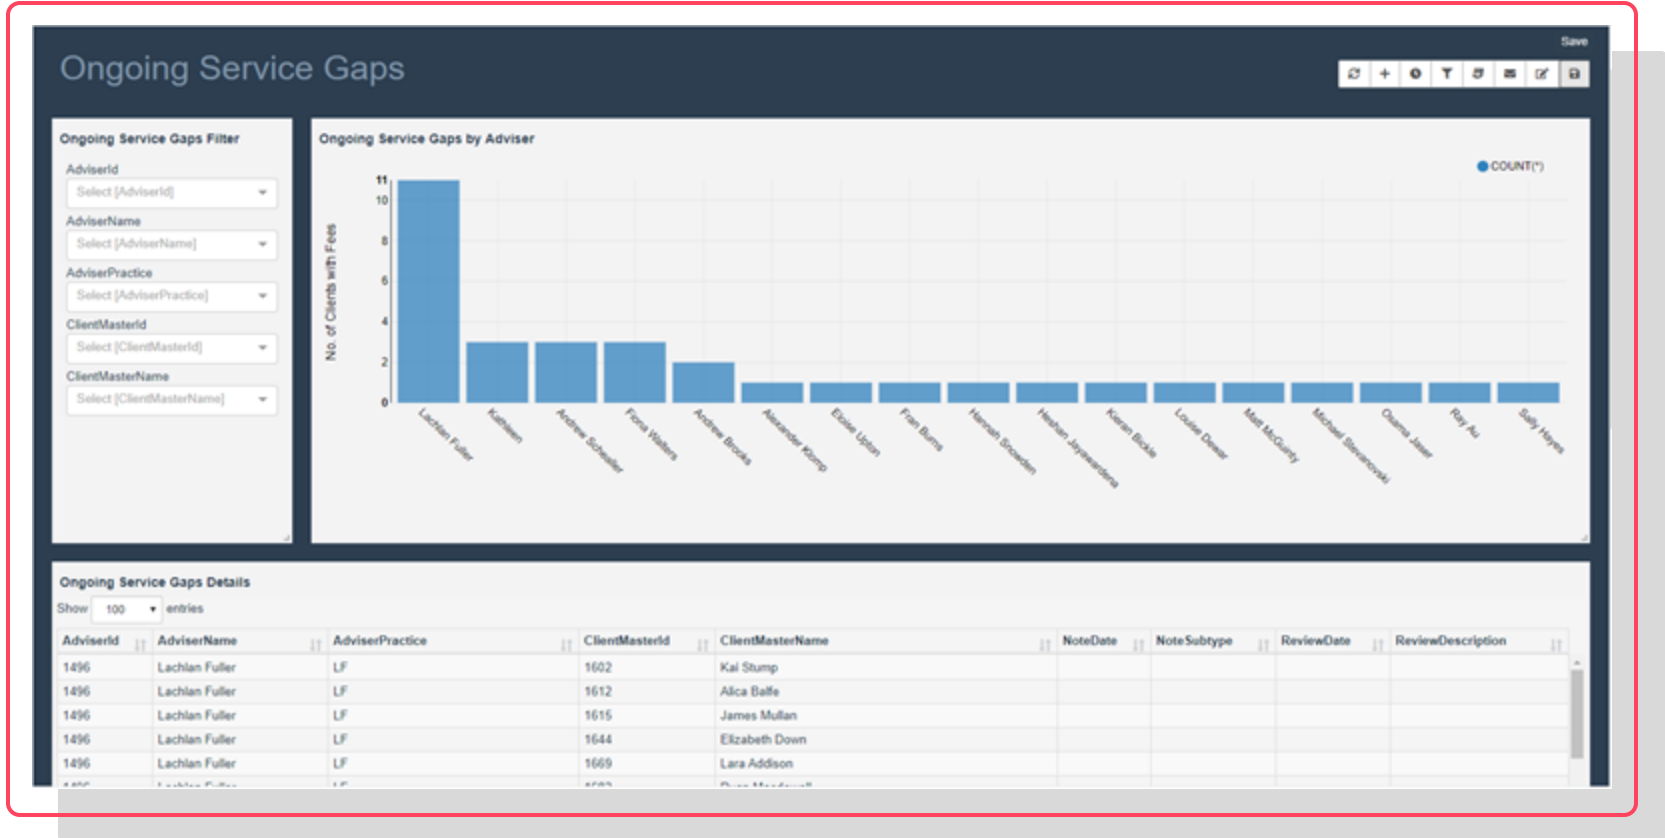 Save
Ongoing Service Gaps
Ongoing Service Gaps Filter
AdviserId
Select [AdviserId]
AdviserName
Select [AdviserName]
AdviserPractice
Select [AdviserPractice]
ClientMasterId
Select [ClientMasterId]
ClientMasterName
Select [ClientMasterName]
Ongoing Service Gaps by Adviser
COUNT(*)
No. of Clients with Fees
11
10
8
6
4
2
0
Lachlan Fuller
Kathleen
Andrew Scheafler
Fiona Walters
Andrew Brooks
Alexander Klomp
Eloise Upton
Fran Burns
Hannah Snowden
Heshan Jayawardena
Kieran Bickle
Louise Dewar
Matt McGuinty
Michael Stevanovski
Osama Jaser
Ray Au
Sally Hayes
Ongoing Service Gaps Details
Show 100 entries
AdviserId AdviserName AdviserPractice ClientMasterId ClientMasterName NoteDate NoteSubtype ReviewDate ReviewDescription
1496 Lachlan Fuller LF 1602 Kai Stump
1496 Lachlan Fuller LF 1612 Alica Balfe
1496 Lachlan Fuller LF 1615 James Mullan
1496 Lachlan Fuller LF 1644 Elizabeth Down
1496 Lachlan Fuller LF 1669 Lara Addison